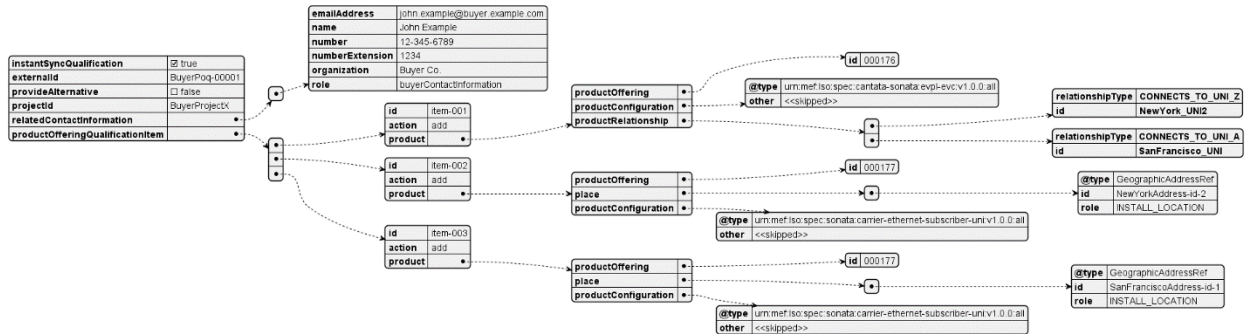 instantSyncQualification ☑ true
externalId BuyerPoq-00001
provideAlternative ☐ false
projectId BuyerProjectX
relatedContactInformation
productOfferingQualificationItem
emailAddress john.example@buyer.example.com
name John Example
number 12-345-6789
numberExtension 1234
organization Buyer Co.
role buyerContactInformation
id item-001
action add
product
productOffering
productConfiguration
productRelationship
id 000176
@type urn:mef:lso:spec:cantata-sonata:evpl-evc:v1.0.0:all
other <<skipped>>
relationshipType CONNECTS_TO_UNI_Z
id NewYork_UNI2
relationshipType CONNECTS_TO_UNI_A
id SanFrancisco_UNI
id item-002
action add
product
productOffering
place
productConfiguration
id 000177
@type GeographicAddressRef
id NewYorkAddress-id-2
role INSTALL_LOCATION
@type urn:mef:lso:spec:sonata:carrier-ethernet-subscriber-uni:v1.0.0:all
other <<skipped>>
id item-003
action add
product
productOffering
place
productConfiguration
id 000177
@type GeographicAddressRef
id SanFranciscoAddress-id-1
role INSTALL_LOCATION
@type urn:mef:lso:spec:sonata:carrier-ethernet-subscriber-uni:v1.0.0:all
other <<skipped>>